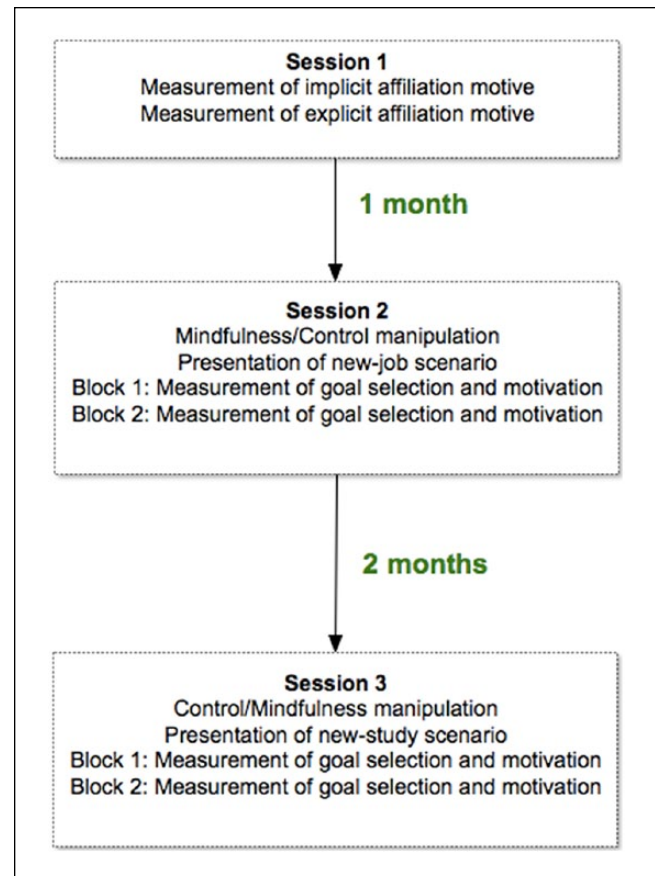 Session 1
Measurement of implicit affiliation motive
Measurement of explicit affiliation motive
1 month
Session 2
Mindfulness/Control manipulation
Presentation of new-job scenario
Block 1: Measurement of goal selection and motivation
Block 2: Measurement of goal selection and motivation
2 months
Session 3
Control/Mindfulness manipulation
Presentation of new-study scenario
Block 1: Measurement of goal selection and motivation
Block 2: Measurement of goal selection and motivation